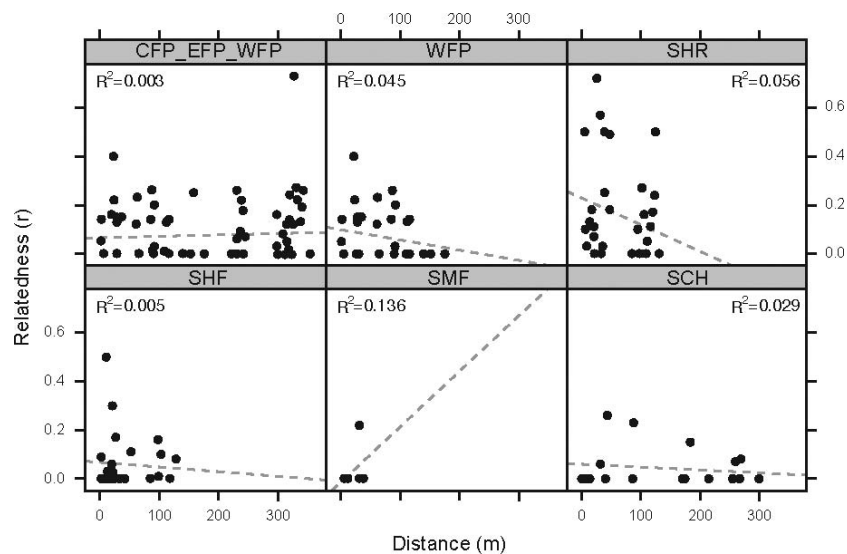 0 100 200 300
CFP_EFP_WFP WFP SHR
R²=0.003 R²=0.045 R²=0.056
0.6
0.4
0.2
0.0
SHF SMF SCH
R²=0.005 R²=0.136 R²=0.029
0.6
0.4
0.2
0.0
0 100 200 300 0 100 200 300
Relatedness (r)
Distance (m)